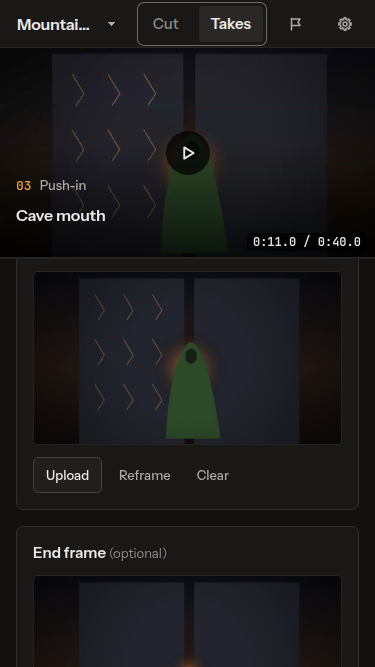 Mountai...
Cut
Takes
03 Push-in
Cave mouth
0:11.0 / 0:40.0
Upload
Reframe
Clear
End frame (optional)